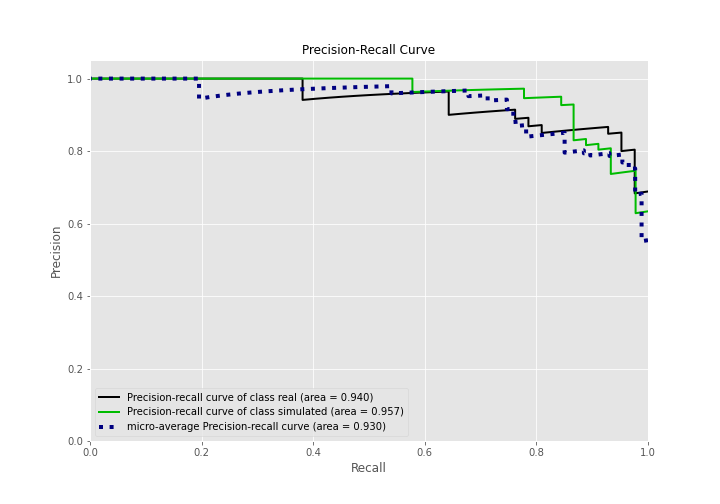 Precision-Recall Curve
1.0
0.8
0.6
0.4
0.2
0.0
Precision
Precision-recall curve of class real (area = 0.940)
Precision-recall curve of class simulated (area = 0.957)
micro-average Precision-recall curve (area = 0.930)
0.0 0.2 0.4 0.6 0.8 1.0
Recall